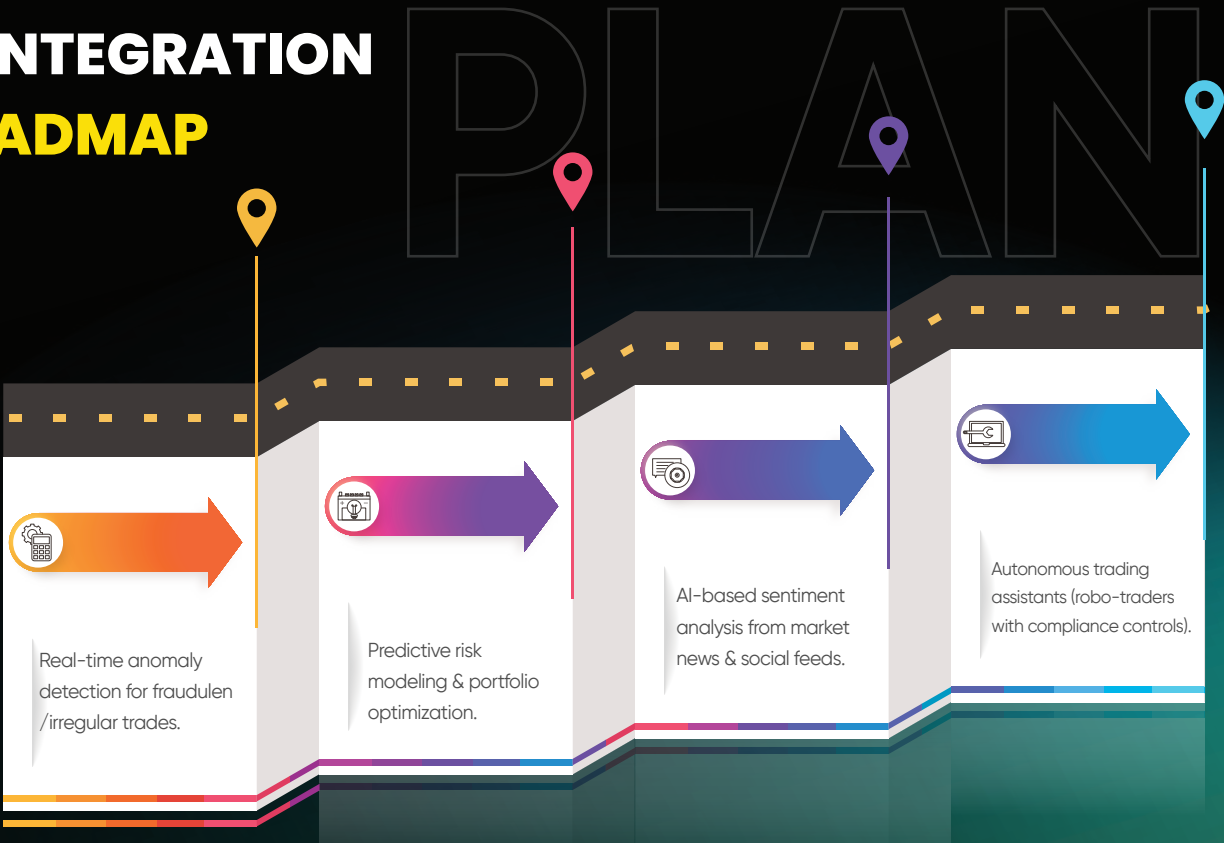 NTEGRATION
ADMAP
PLAN
Real-time anomaly
detection for fraudulen
/irregular trades.
Predictive risk
modeling & portfolio
optimization.
AI-based sentiment
analysis from market
news & social feeds.
Autonomous trading
assistants (robo-traders
with compliance controls).